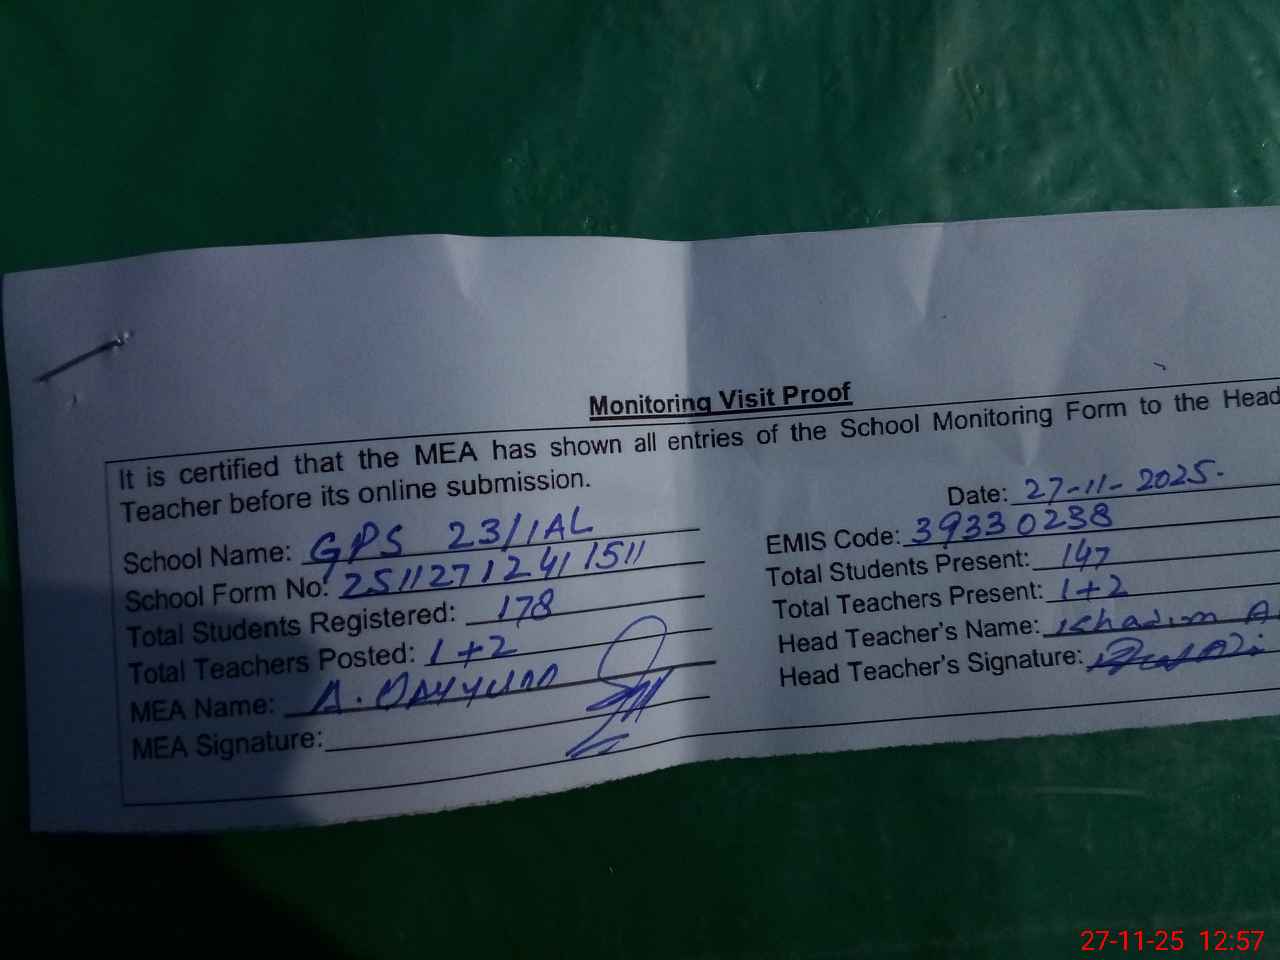 Monitoring Visit Proof
It is certified that the MEA has shown all entries of the School Monitoring Form to the Head
Teacher before its online submission.
Date: 27-11-2025.
School Name: GPS 23/1AL
EMIS Code: 39330238
School Form No: 25112712411511
Total Students Present: 147
Total Students Registered: 178
Total Teachers Present: 1+2
Total Teachers Posted: 1+2
Head Teacher's Name: Khadim A
MEA Name: A. QAYYUM
Head Teacher's Signature:
MEA Signature:
27-11-25 12:57